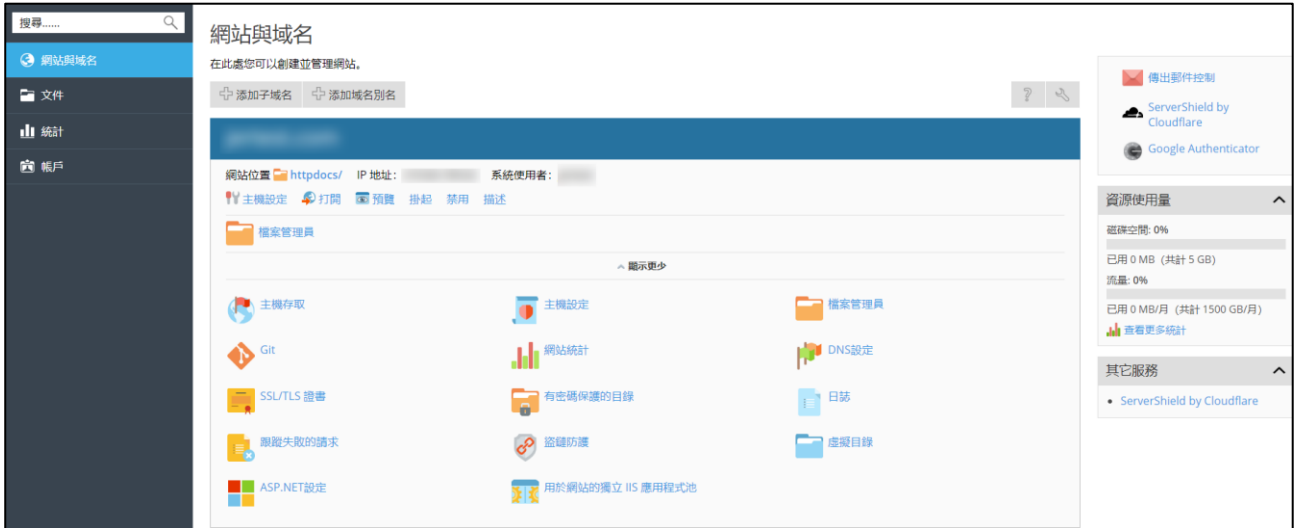 搜尋......
網站與域名
文件
統計
帳戶
網站與域名
在此處您可以創建並管理網站。
添加子域名 添加域名別名
?
網站位置 httpdocs/ IP 地址: 系統使用者:
主機設定 打開 預覽 掛起 禁用 描述
檔案管理員
顯示更少
主機存取 主機設定 檔案管理員
Git 網站統計 DNS設定
SSL/TLS 證書 有密碼保護的目錄 日誌
跟蹤失敗的請求 盜鏈防護 虛擬目錄
ASP.NET設定 用於網站的獨立 IIS 應用程式池
傳出郵件控制
ServerShield by
Cloudflare
Google Authenticator
資源使用量
磁碟空間: 0%
已用 0 MB (共計 5 GB)
流量: 0%
已用 0 MB/月 (共計 1500 GB/月)
查看更多統計
其它服務
• ServerShield by Cloudflare